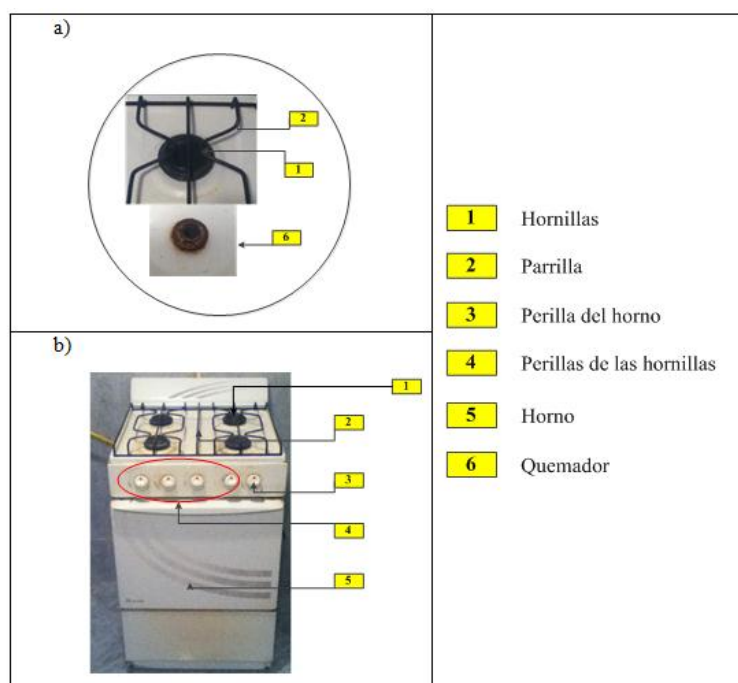 a)
2
1
6
b)
1
2
3
4
5
1 Hornillas
2 Parrilla
3 Perilla del horno
4 Perillas de las hornillas
5 Horno
6 Quemador